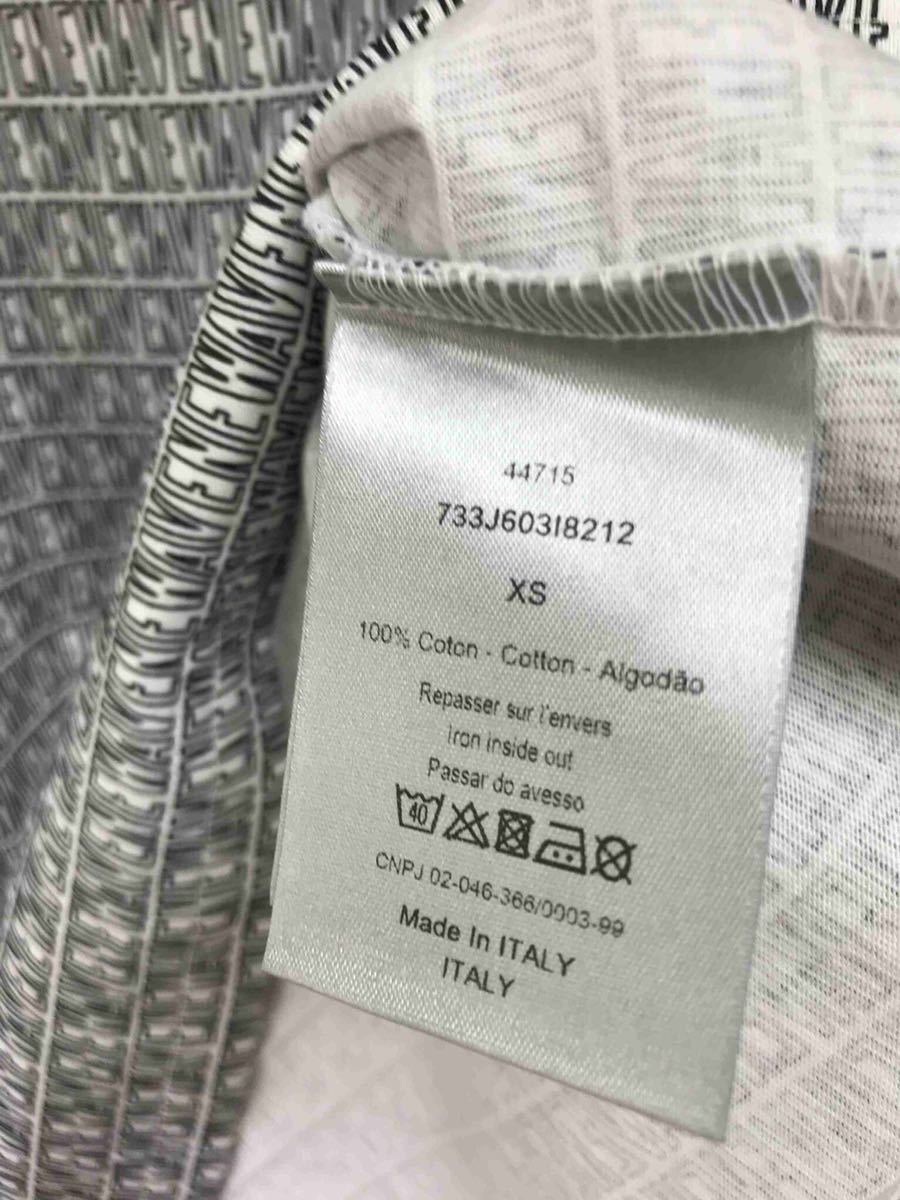 NEWAVENEWAVENEWAVE
44715
733J603I8212
XS
100% Coton - Cotton - Algodão
Repasser sur l'envers
Iron inside out
Passar do avesso
40
CNPJ 02-046-366/0003-99
Made In ITALY
ITALY